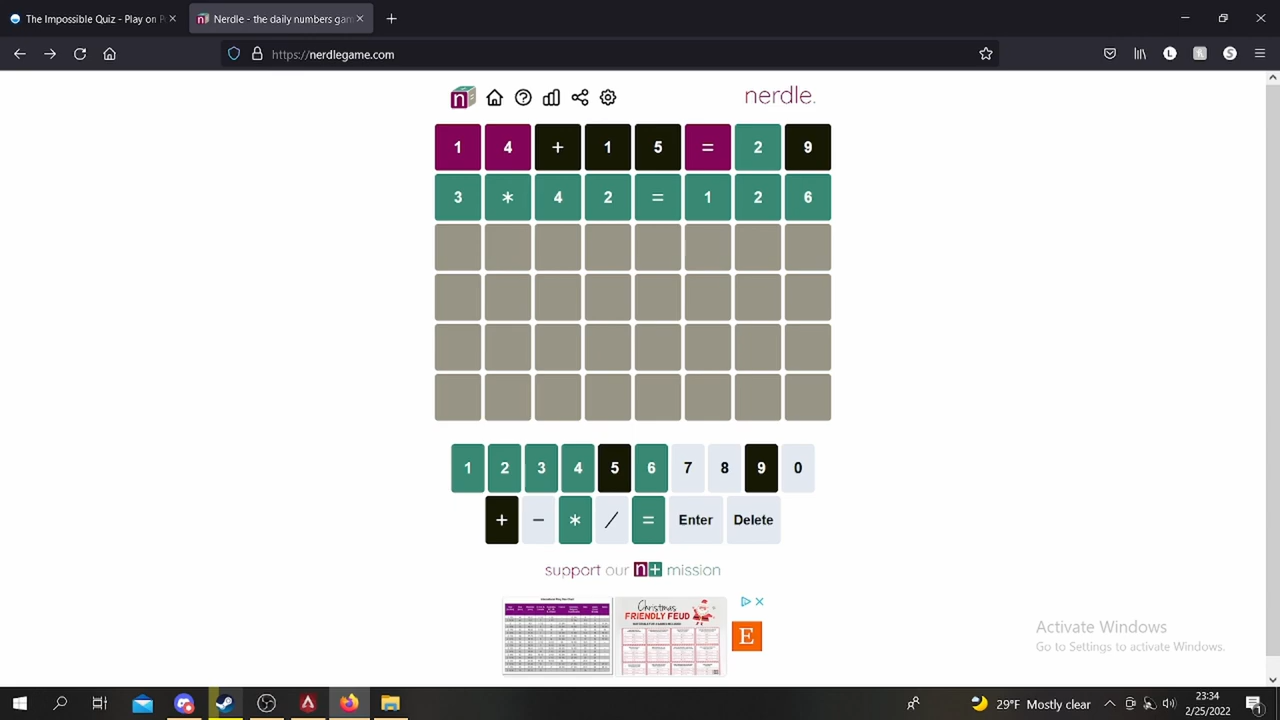 The Impossible Quiz - Play on
Nerdle - the daily numbers gam
https://nerdlegame.com
L
S
n
nerdle.
1 4 + 1 5 = 2 9
3 * 4 2 = 1 2 6
1 2 3 4 5 6 7 8 9 0
+ - * / = Enter Delete
support our n+ mission
Christmas
FRIENDLY FEUD
E
Activate Windows
Go to Settings to activate Windows.
29°F Mostly clear
23:34
2/25/2022